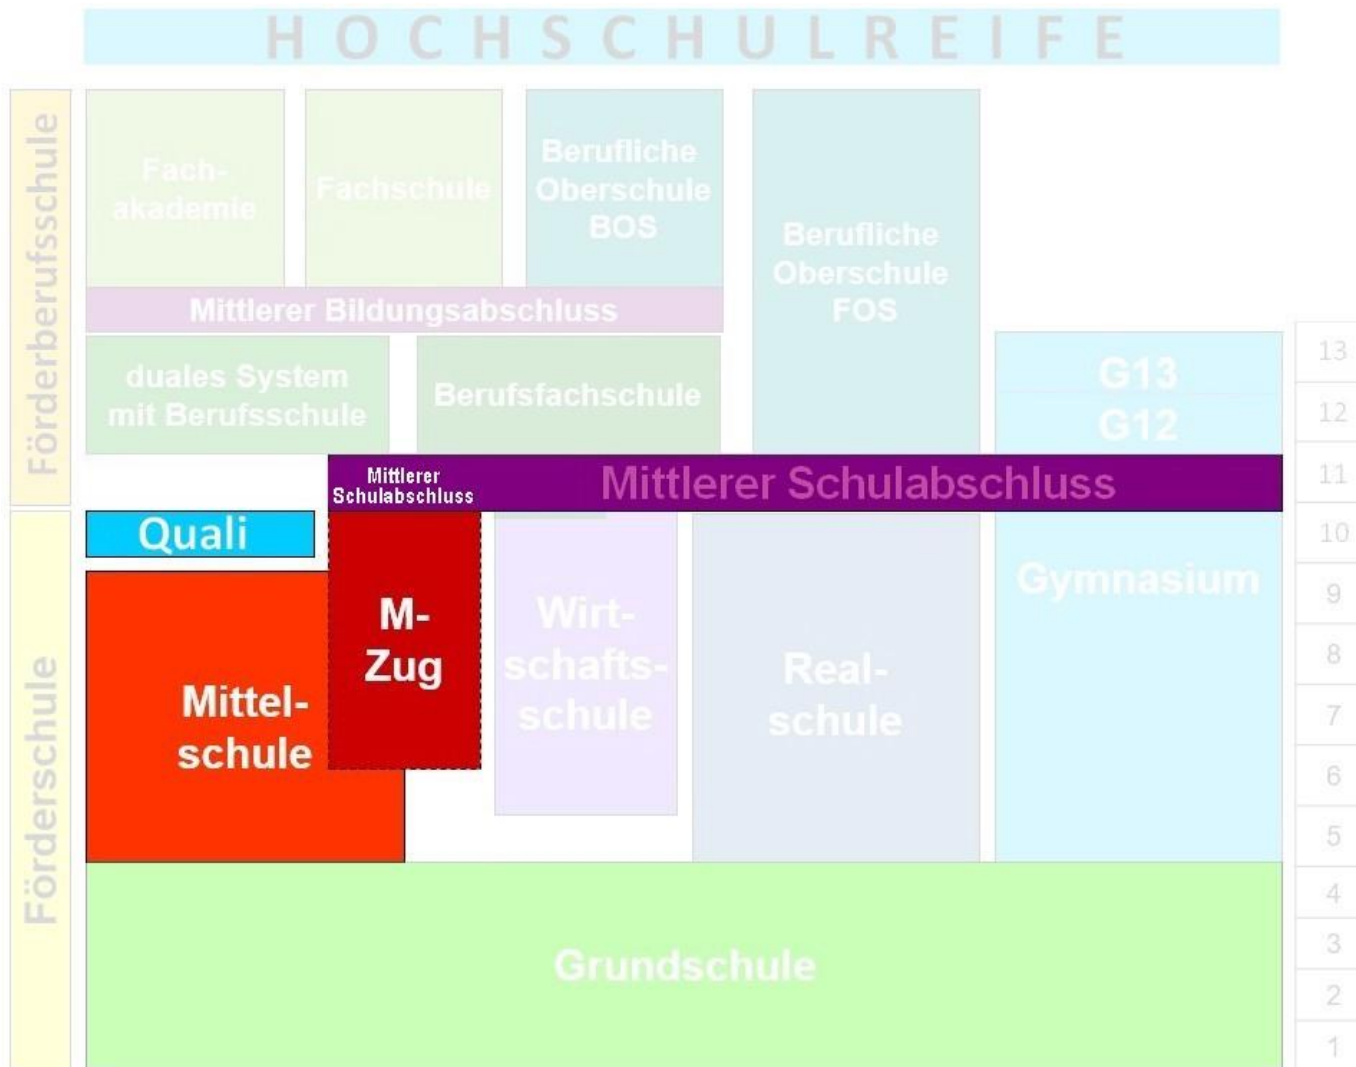 HOCHSCHULREIFE
Förderberufsschule
Fach-
akademie
Fachschule
Berufliche
Oberschule
BOS
Berufliche
Oberschule
FOS
Mittlerer Bildungsabschluss
duales System
mit Berufsschule
Berufsfachschule
G13
G12
13
12
11
10
9
8
7
6
5
4
3
2
1
Mittlerer
Schulabschluss
Mittlerer Schulabschluss
Förderschule
Quali
Mittel-
schule
M-
Zug
Wirt-
schafts-
schule
Real-
schule
Gymnasium
Grundschule